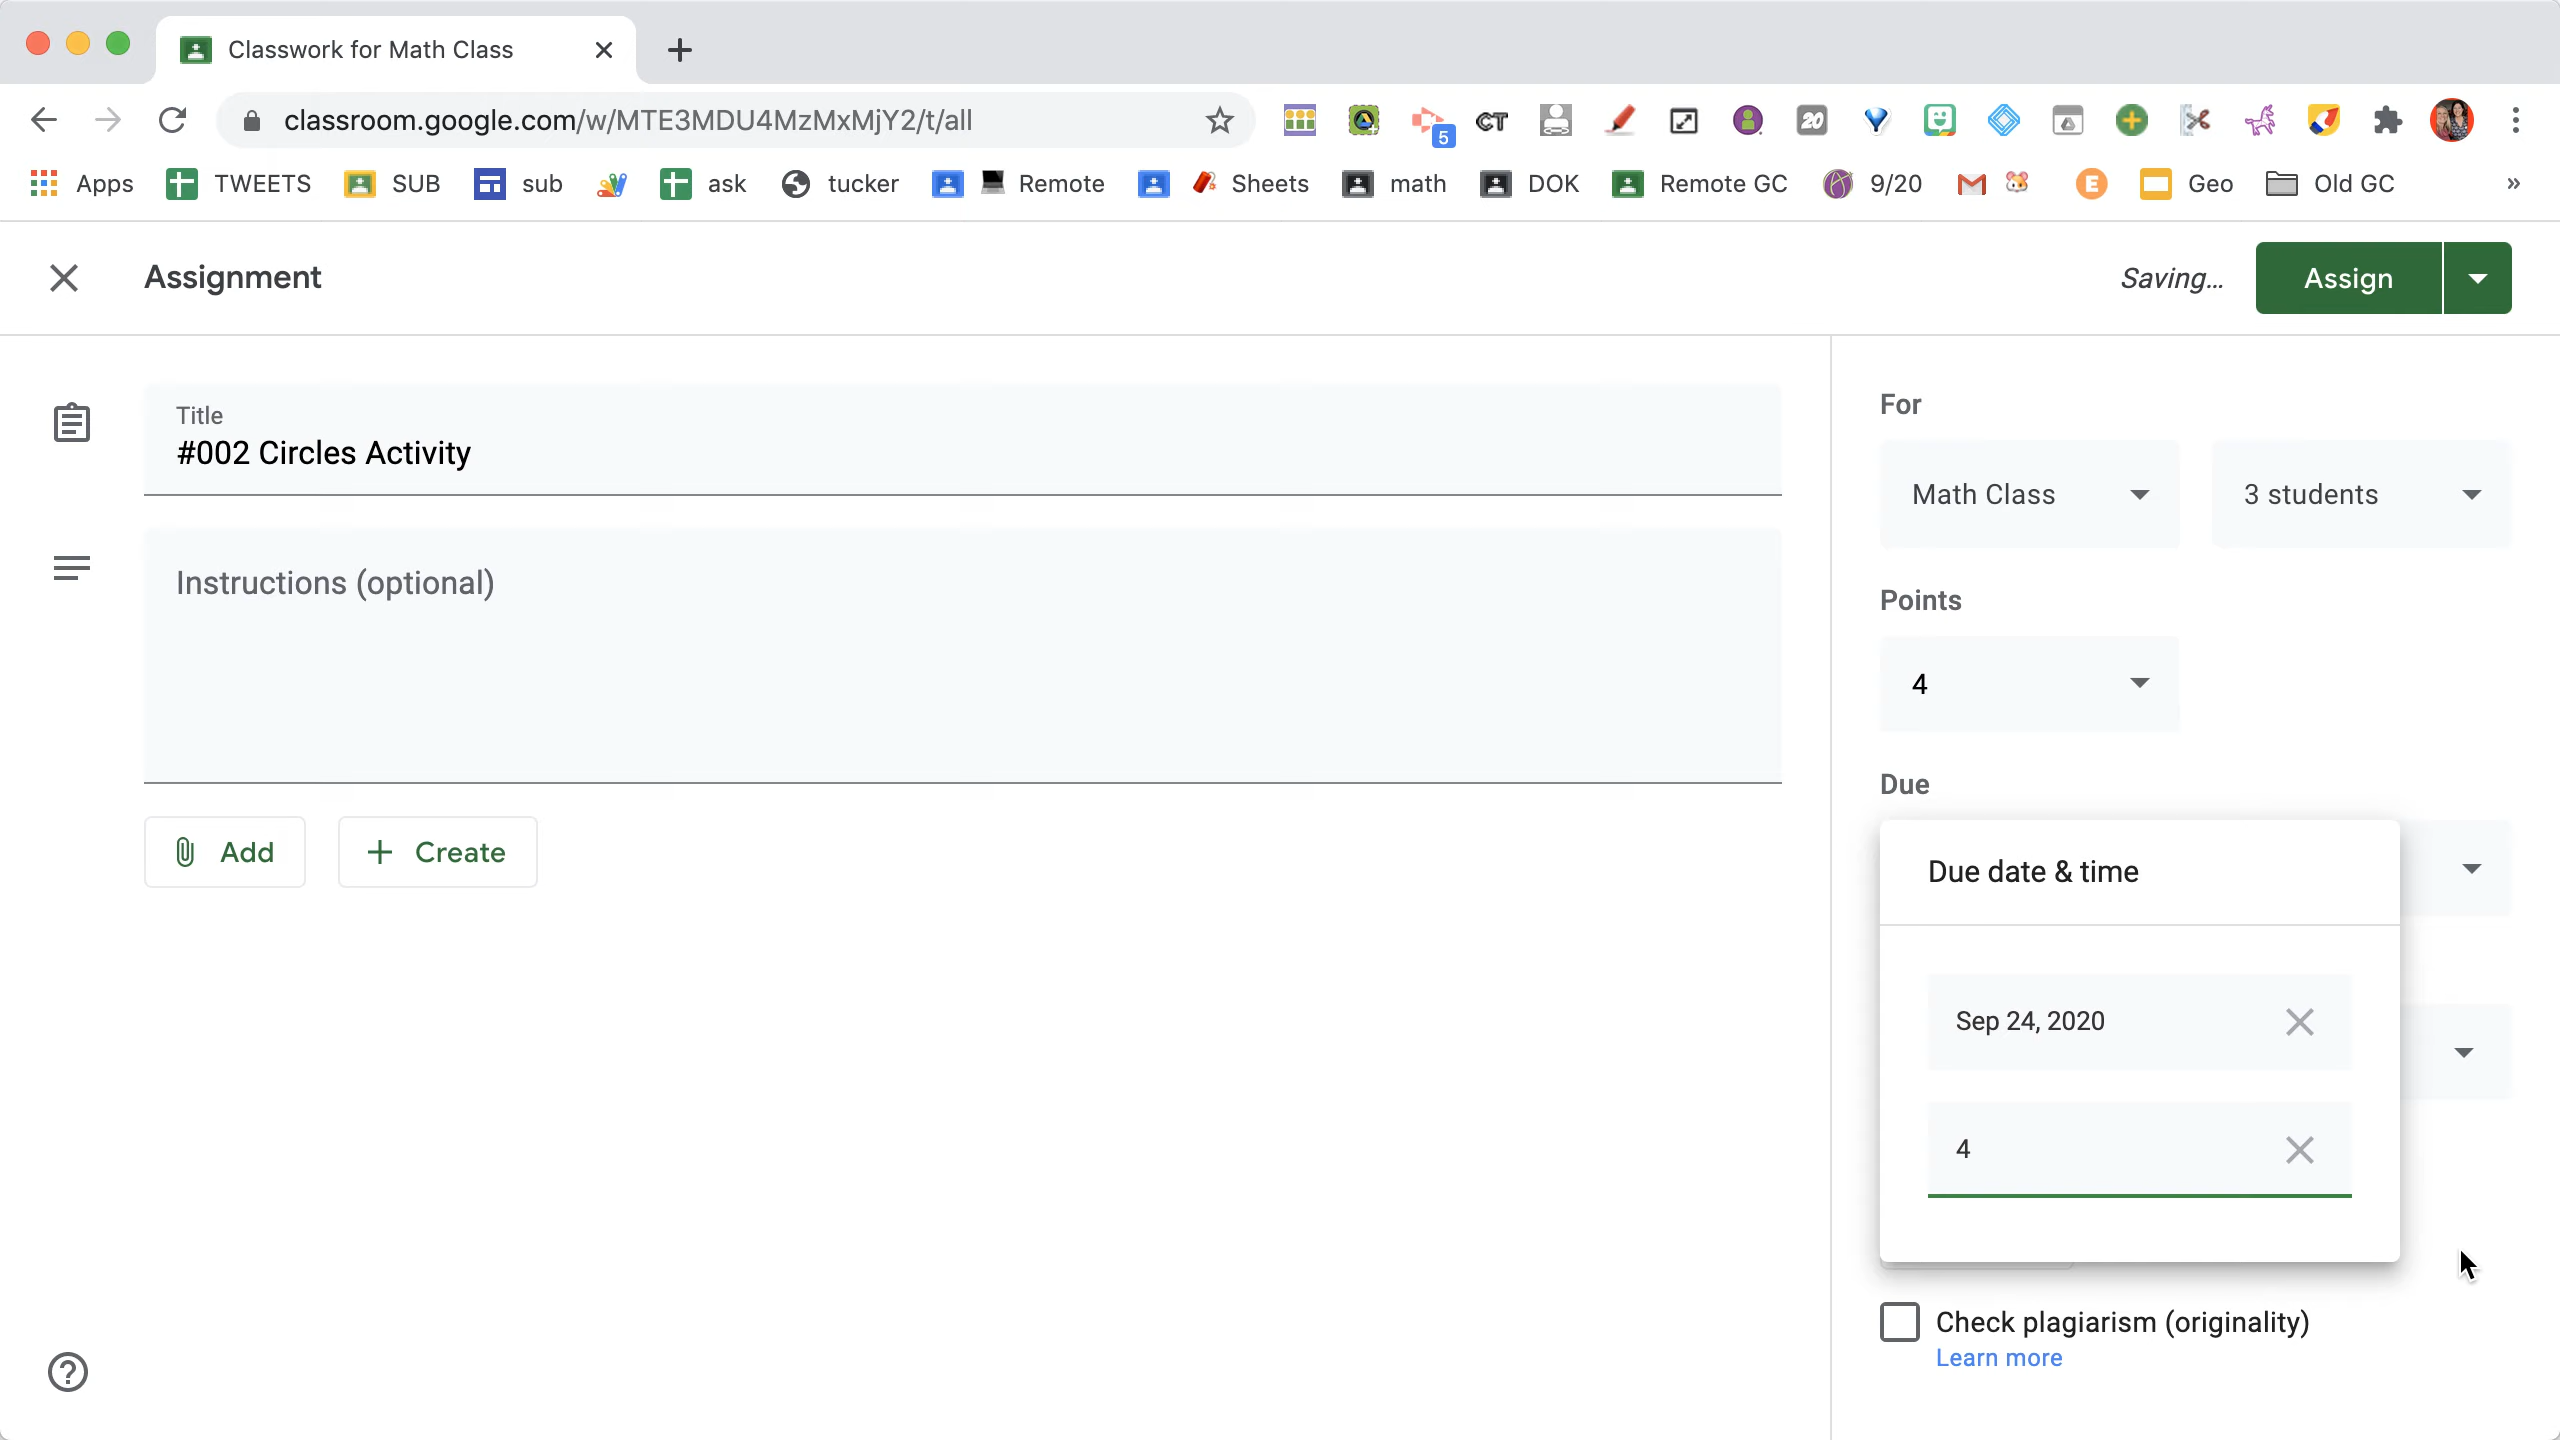 Classwork for Math Class
classroom.google.com/w/MTE3MDU4MzMxMjY2/t/all
5
CT
20
Apps
TWEETS
SUB
sub
ask
tucker
Remote
Sheets
math
DOK
Remote GC
9/20
E
Geo
Old GC
»
Assignment
Saving...
Assign
Title
#002 Circles Activity
Instructions (optional)
Add
Create
For
Math Class
3 students
Points
4
Due
Due date & time
Sep 24, 2020
4
Check plagiarism (originality)
Learn more